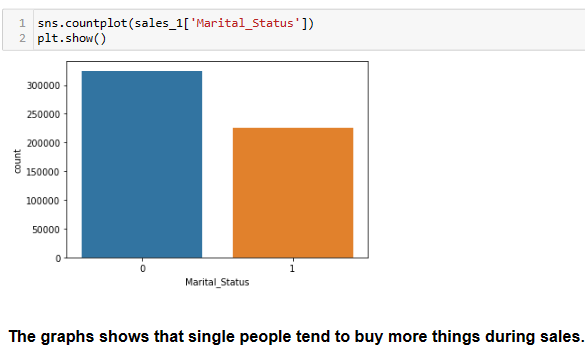 1 sns.countplot(sales_1['Marital_Status'])
2 plt.show()
300000
250000
200000
150000
100000
50000
0
count
0 1
Marital_Status
The graphs shows that single people tend to buy more things during sales.